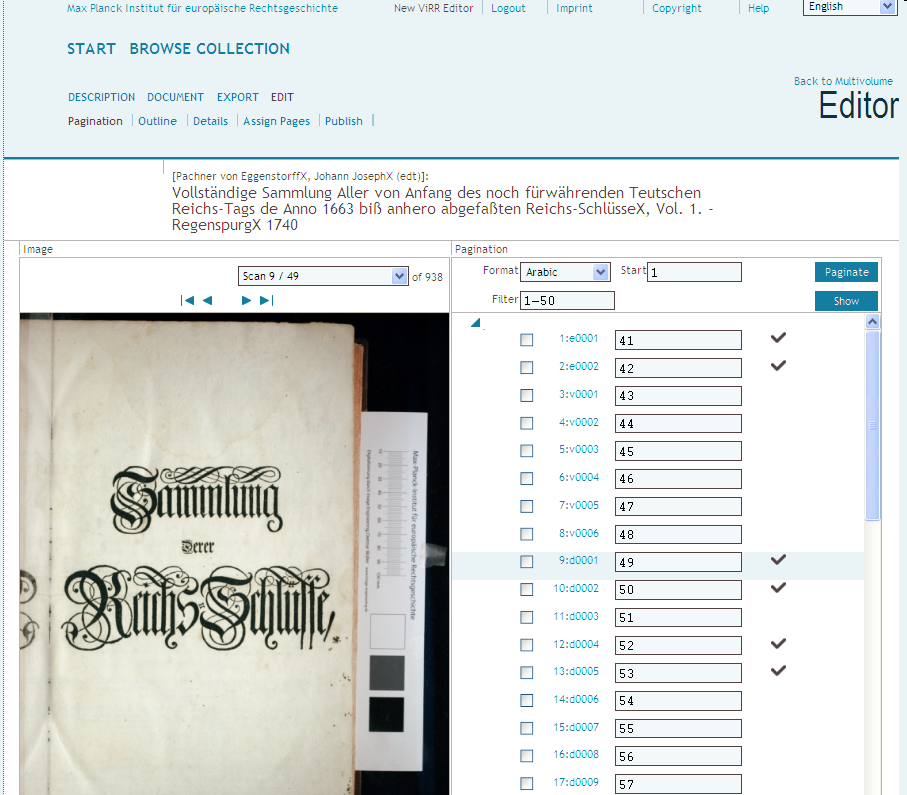 Max Planck Institut für europäische Rechtsgeschichte
New ViRR Editor
Logout
Imprint
Copyright
Help
English
START BROWSE COLLECTION
Back to Multivolume
Editor
DESCRIPTION DOCUMENT EXPORT EDIT
Pagination Outline Details Assign Pages Publish
[Pachner von EggenstorffX, Johann JosephX (edt)]:
Vollständige Sammlung Aller von Anfang des noch fürwährenden Teutschen
Reichs-Tags de Anno 1663 biß anhero abgefaßten Reichs-SchlüsseX, Vol. 1. -
RegenspurgX 1740
Image
Scan 9 / 49 of 938
Sammlung
Derer
Reichs-Schlüsse,
Max-Planck Institut für europäische Rechtsgeschichte
Pagination
Format Arabic Start 1 Paginate
Filter 1-50 Show
1:e0001 41
2:e0002 42
3:v0001 43
4:v0002 44
5:v0003 45
6:v0004 46
7:v0005 47
8:v0006 48
9:d0001 49
10:d0002 50
11:d0003 51
12:d0004 52
13:d0005 53
14:d0006 54
15:d0007 55
16:d0008 56
17:d0009 57